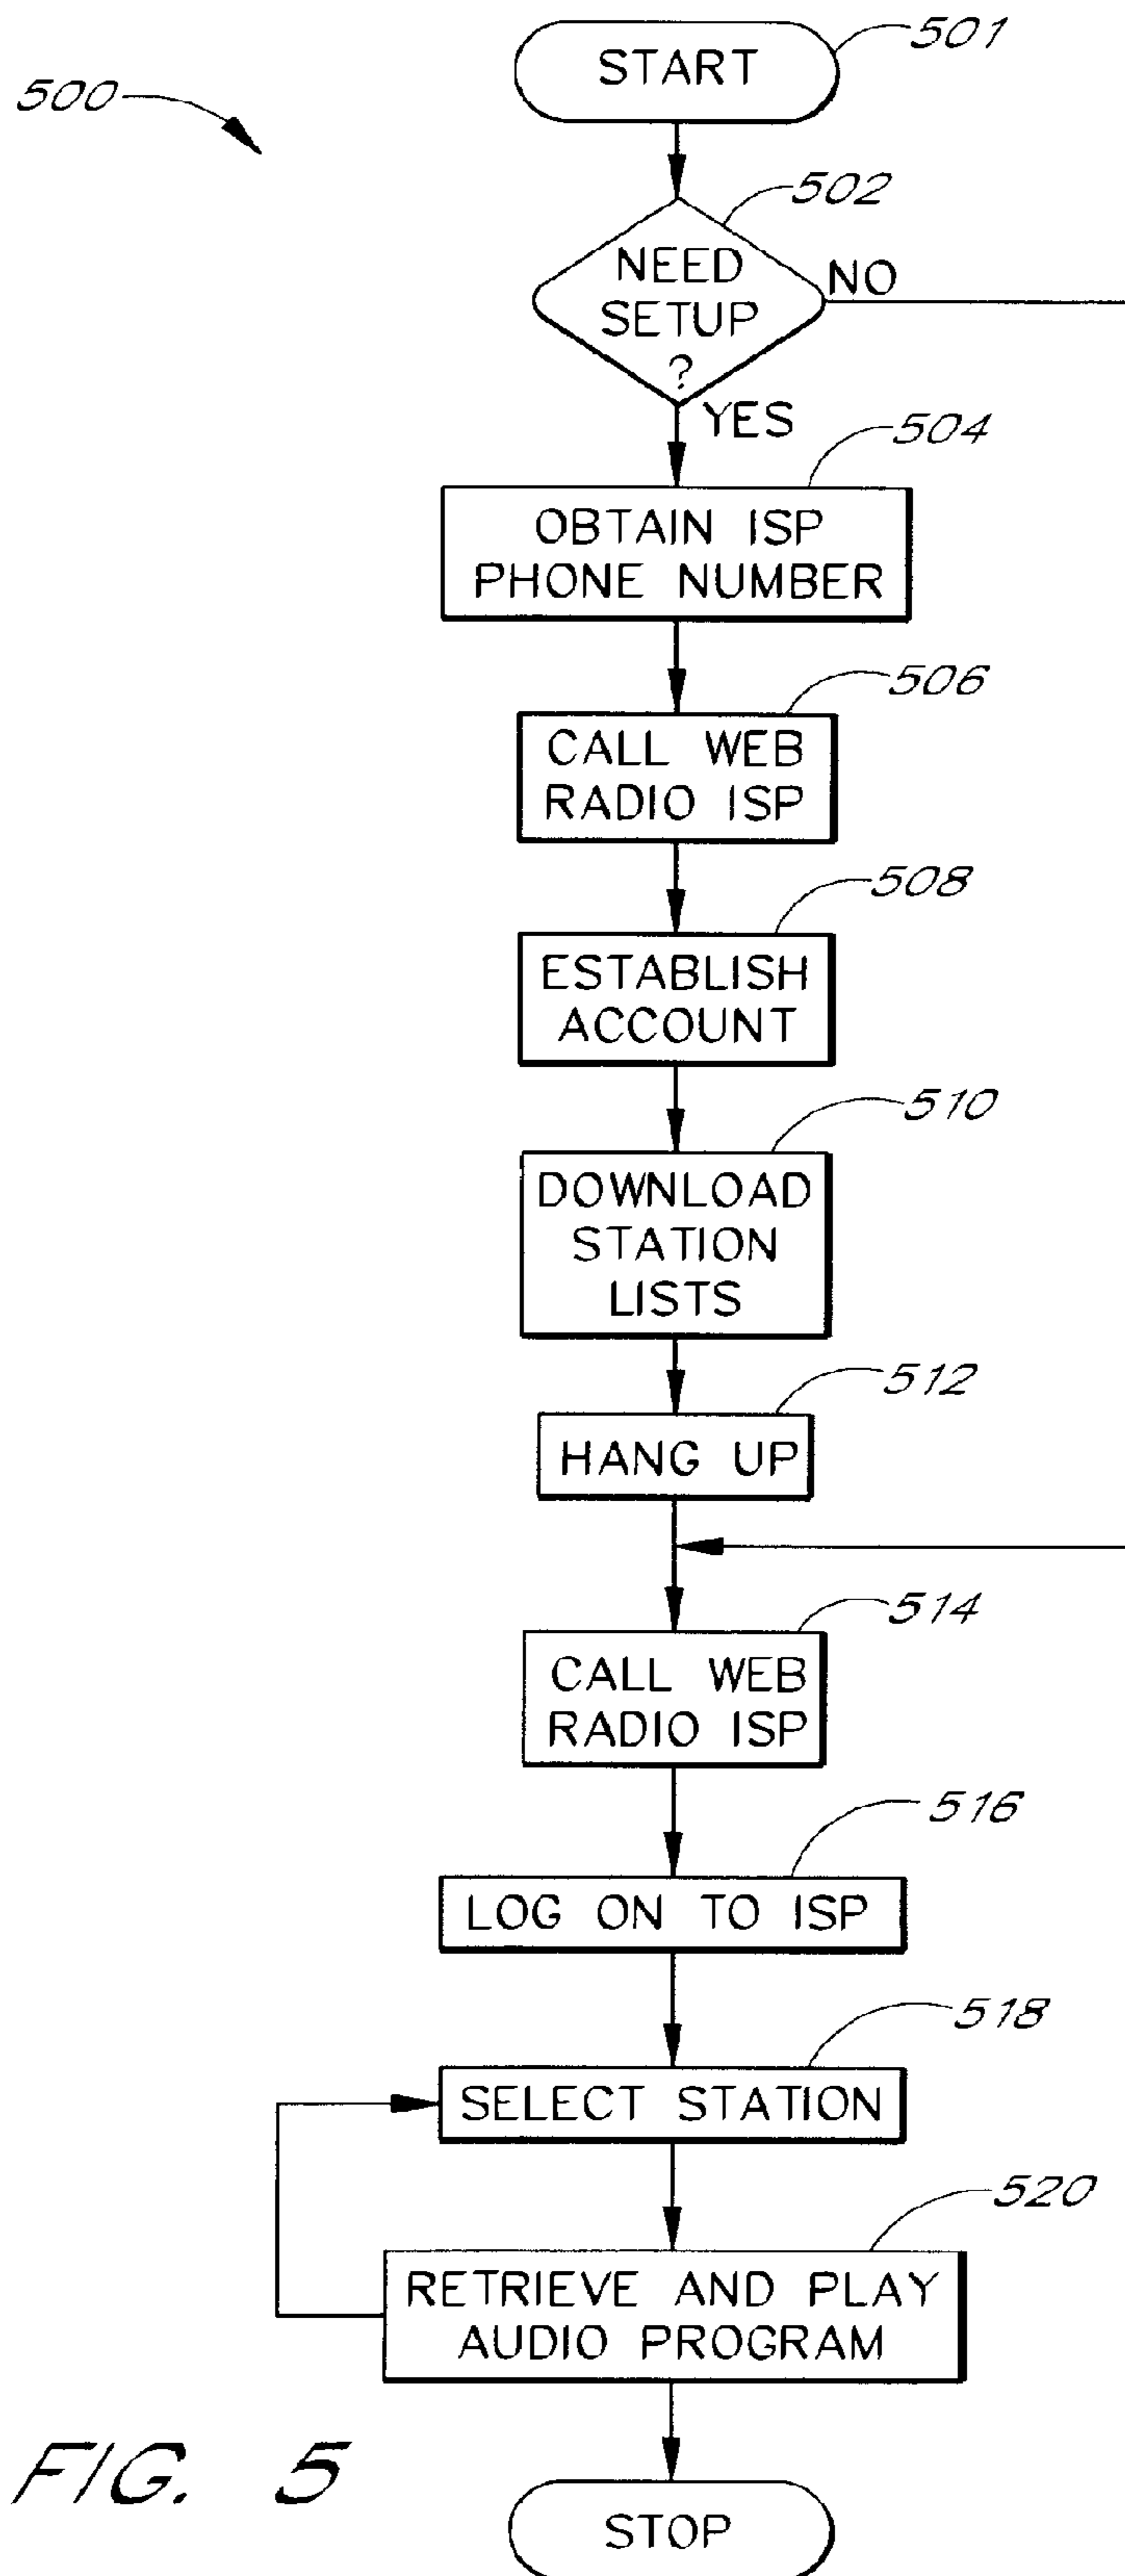 501
START
500
502
NEED
SETUP
?
NO
YES
504
OBTAIN ISP
PHONE NUMBER
506
CALL WEB
RADIO ISP
508
ESTABLISH
ACCOUNT
510
DOWNLOAD
STATION
LISTS
512
HANG UP
514
CALL WEB
RADIO ISP
516
LOG ON TO ISP
518
SELECT STATION
520
RETRIEVE AND PLAY
AUDIO PROGRAM
FIG. 5
STOP